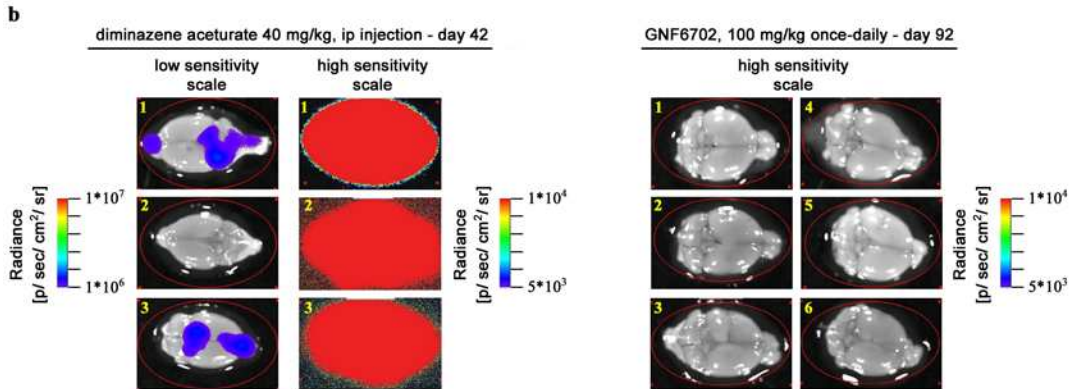 b
diminazene aceturate 40 mg/kg, ip injection - day 42
low sensitivity
scale
high sensitivity
scale
1
1
2
2
3
3
Radiance
[p/ sec/ cm²/ sr]
1*10⁷
1*10⁶
Radiance
[p/ sec/ cm²/ sr]
1*10⁴
5*10³
GNF6702, 100 mg/kg once-daily - day 92
high sensitivity
scale
1
4
2
5
3
6
Radiance
[p/ sec/ cm²/ sr]
1*10⁴
5*10³